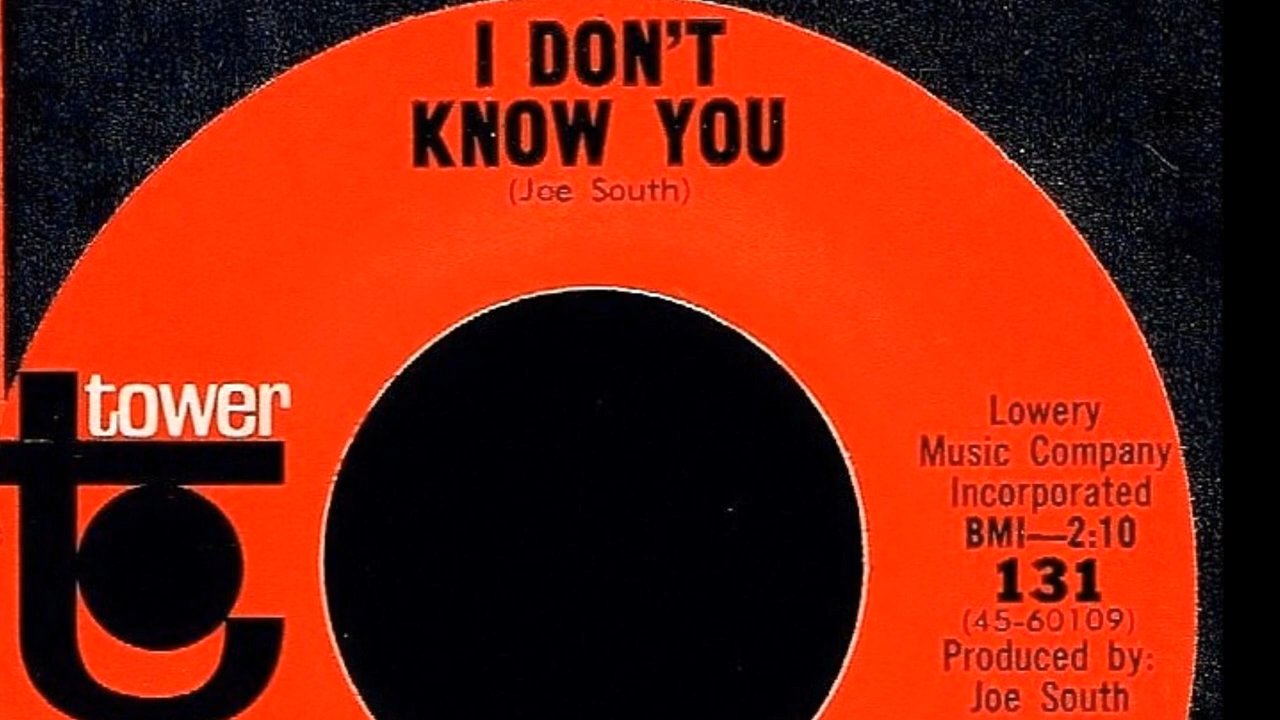 I DON'T
KNOW YOU
(Joe South)
tower
Lowery
Music Company
Incorporated
BMI—2:10
131
(45-60109)
Produced by:
Joe South